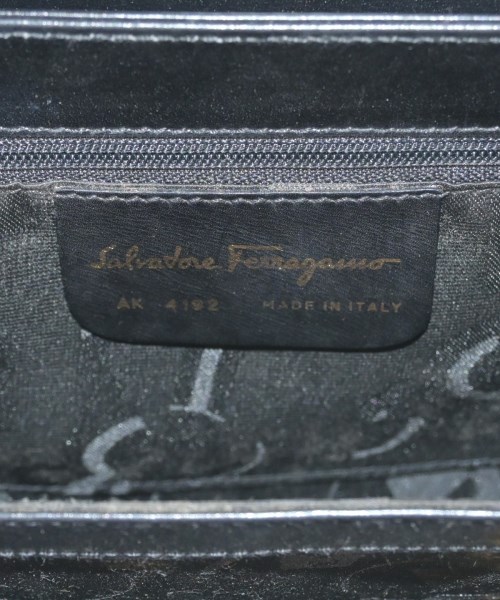 Salvatore Ferragamo
AK 4192 MADE IN ITALY